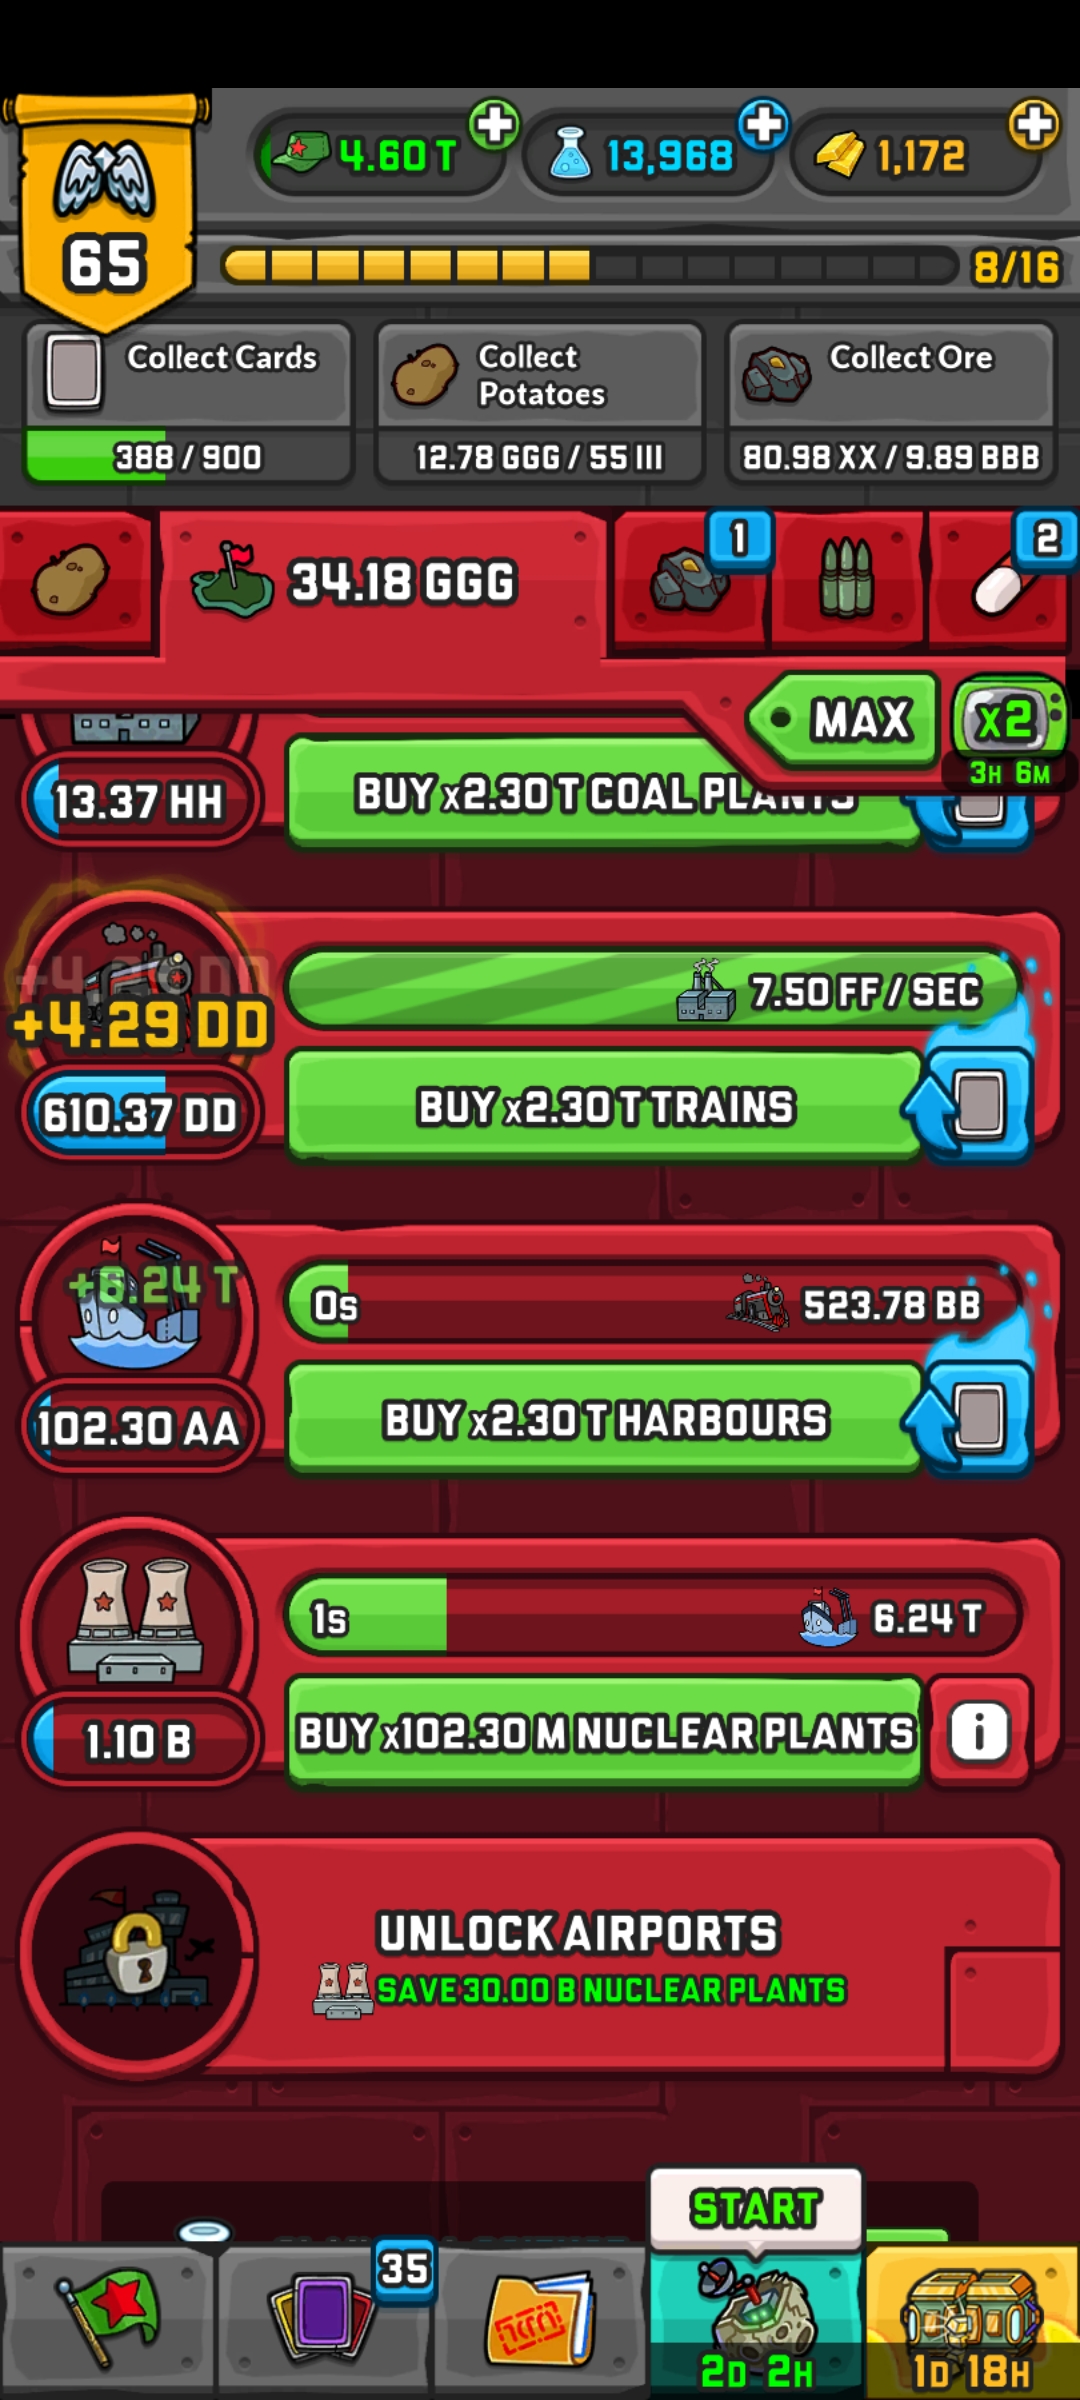 4.60 T
13,968
1,172
65
8/16
Collect Cards
388 / 900
Collect
Potatoes
12.78 GGG / 55 III
Collect Ore
80.98 XX / 9.89 BBB
34.18 GGG
1
2
MAX
x2
3H 6M
13.37 HH
BUY x2.30 T COAL PLANTS
+4.29 DD
7.50 FF / SEC
610.37 DD
BUY x2.30 T TRAINS
+6.24 T
0s
523.78 BB
102.30 AA
BUY x2.30 T HARBOURS
1s
6.24 T
1.10 B
BUY x102.30 M NUCLEAR PLANTS
i
UNLOCK AIRPORTS
SAVE 30.00 B NUCLEAR PLANTS
START
35
2D 2H
1D 18H